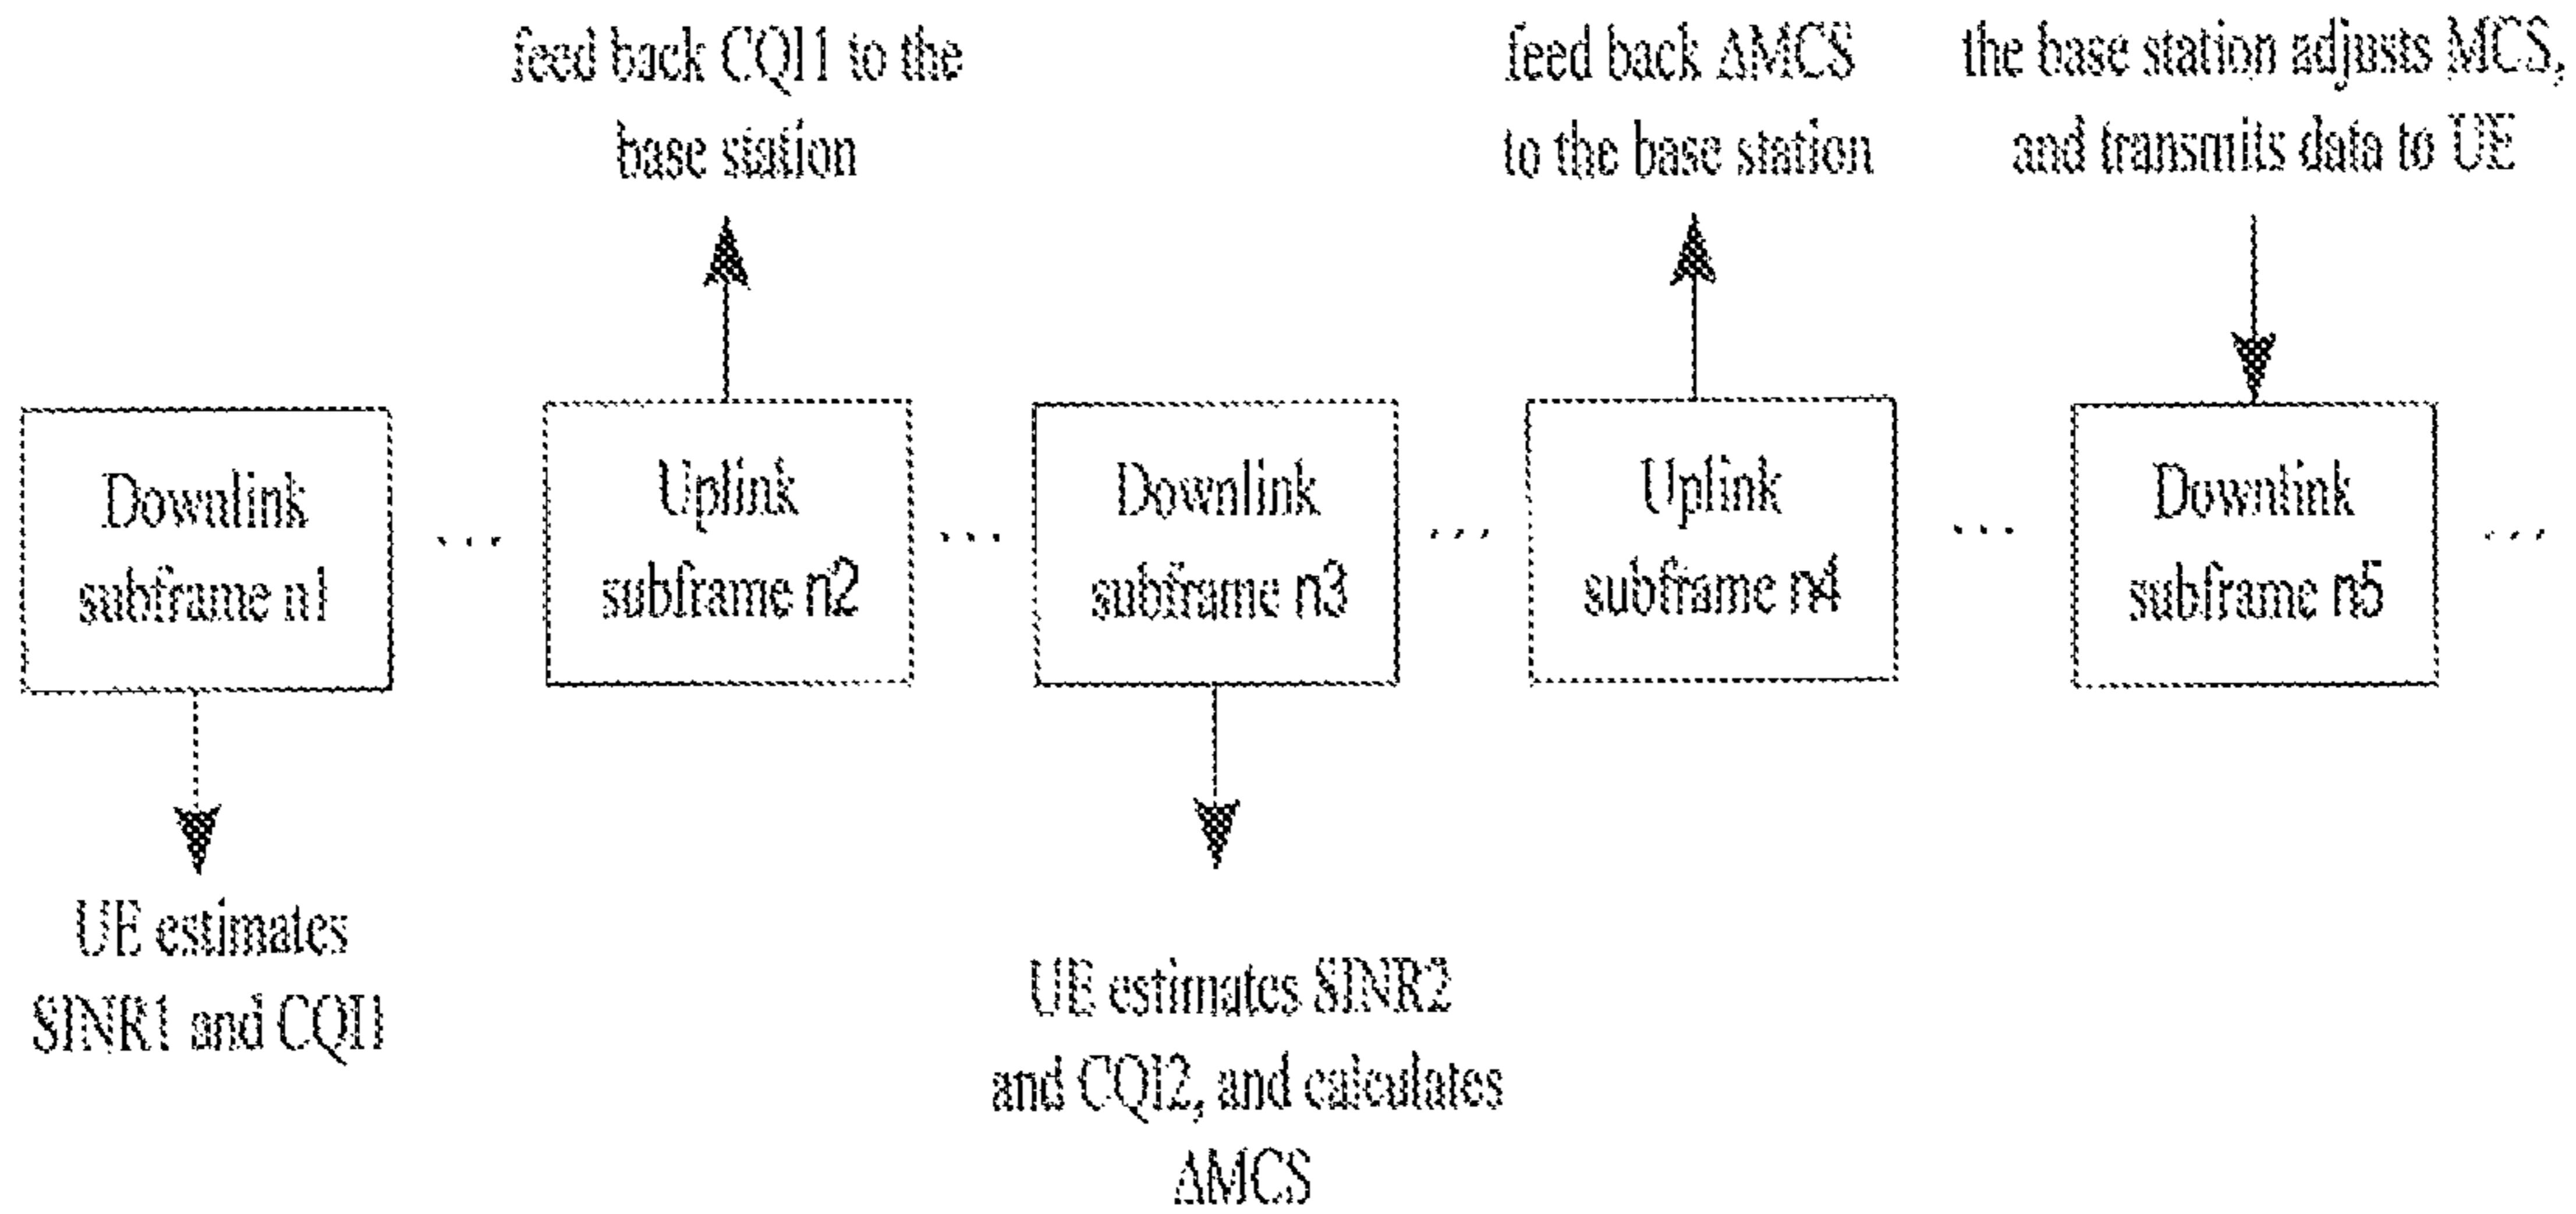 feed back CQI1 to the
base station
feed back ΔMCS
to the base station
the base station adjusts MCS,
and transmits data to UE
Downlink
subframe n1
...
Uplink
subframe n2
...
Downlink
subframe n3
...
Uplink
subframe n4
...
Downlink
subframe n5
...
UE estimates
SINR1 and CQI1
UE estimates SINR2
and CQI2, and calculates
ΔMCS